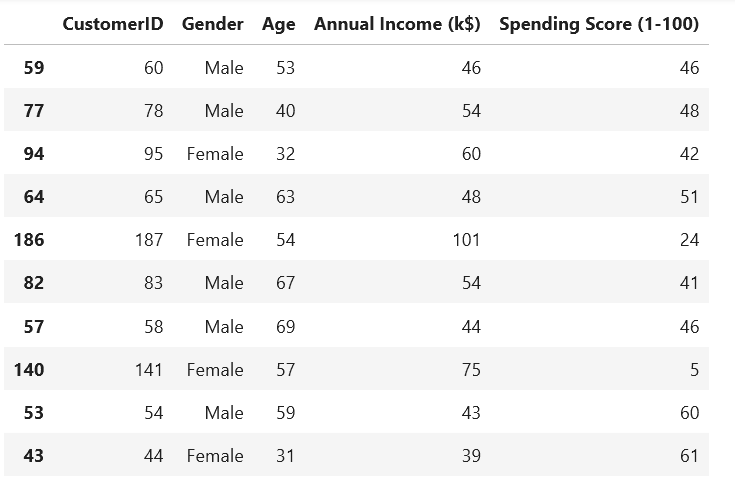 CustomerID Gender Age Annual Income (k$) Spending Score (1-100)
59 60 Male 53 46 46
77 78 Male 40 54 48
94 95 Female 32 60 42
64 65 Male 63 48 51
186 187 Female 54 101 24
82 83 Male 67 54 41
57 58 Male 69 44 46
140 141 Female 57 75 5
53 54 Male 59 43 60
43 44 Female 31 39 61